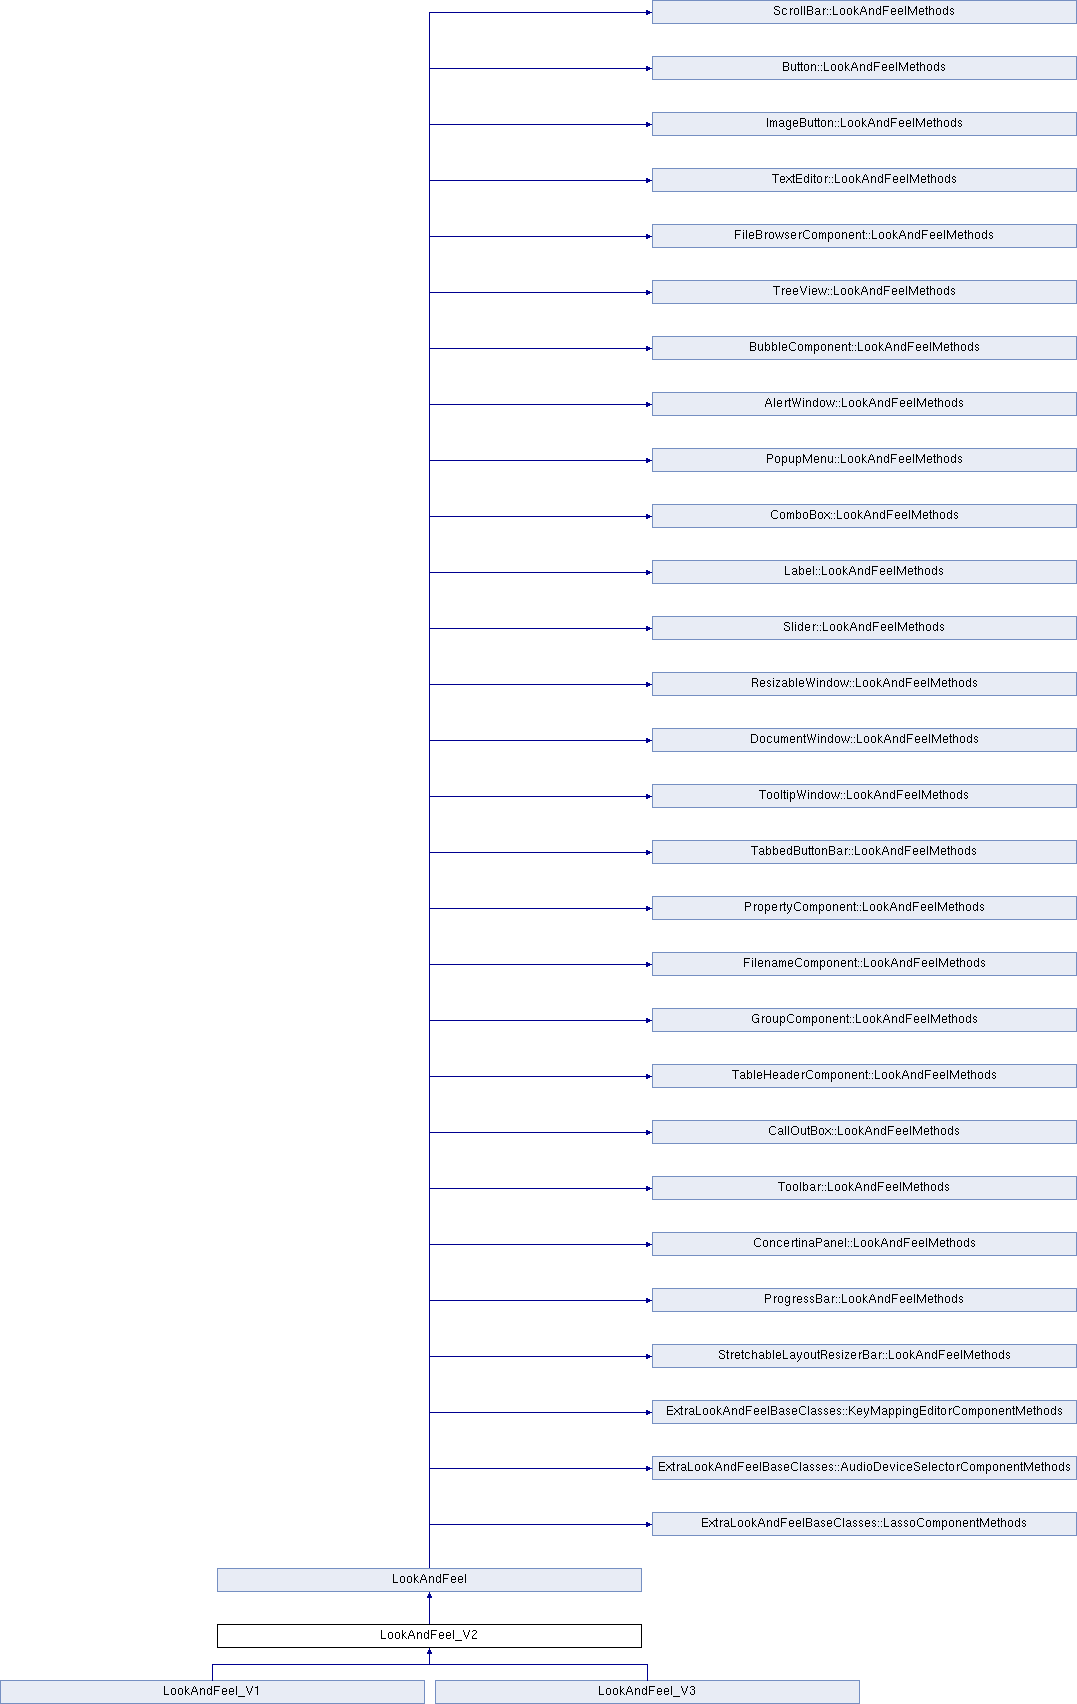 ScrollBar::LookAndFeelMethods
Button::LookAndFeelMethods
ImageButton::LookAndFeelMethods
TextEditor::LookAndFeelMethods
FileBrowserComponent::LookAndFeelMethods
TreeView::LookAndFeelMethods
BubbleComponent::LookAndFeelMethods
AlertWindow::LookAndFeelMethods
PopupMenu::LookAndFeelMethods
ComboBox::LookAndFeelMethods
Label::LookAndFeelMethods
Slider::LookAndFeelMethods
ResizableWindow::LookAndFeelMethods
DocumentWindow::LookAndFeelMethods
TooltipWindow::LookAndFeelMethods
TabbedButtonBar::LookAndFeelMethods
PropertyComponent::LookAndFeelMethods
FilenameComponent::LookAndFeelMethods
GroupComponent::LookAndFeelMethods
TableHeaderComponent::LookAndFeelMethods
CallOutBox::LookAndFeelMethods
Toolbar::LookAndFeelMethods
ConcertinaPanel::LookAndFeelMethods
ProgressBar::LookAndFeelMethods
StretchableLayoutResizerBar::LookAndFeelMethods
ExtraLookAndFeelBaseClasses::KeyMappingEditorComponentMethods
ExtraLookAndFeelBaseClasses::AudioDeviceSelectorComponentMethods
ExtraLookAndFeelBaseClasses::LassoComponentMethods
LookAndFeel
LookAndFeel_V2
LookAndFeel_V1
LookAndFeel_V3